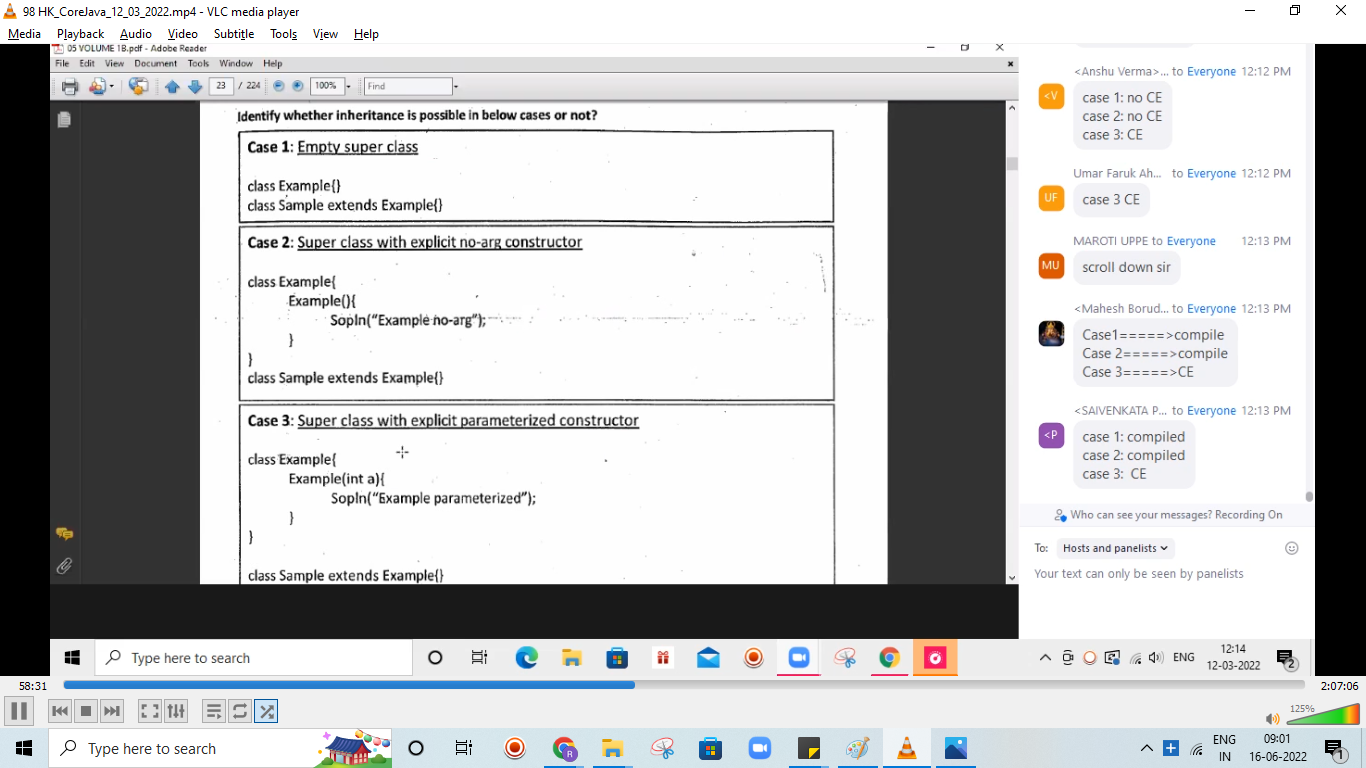 98 HK_CoreJava_12_03_2022.mp4 - VLC media player
Media Playback Audio Video Subtitle Tools View Help
05 VOLUME 1B.pdf - Adobe Reader
File Edit View Document Tools Window Help
23 / 224 100% Find
Identify whether inheritance is possible in below cases or not?
Case 1: Empty super class
class Example{}
class Sample extends Example{}
Case 2: Super class with explicit no-arg constructor
class Example{
Example(){
Sopln("Example no-arg");
}
}
class Sample extends Example{}
Case 3: Super class with explicit parameterized constructor
class Example{
Example(int a){
Sopln("Example parameterized");
}
}
class Sample extends Example{}
<Anshu Verma>... to Everyone 12:12 PM
<V
case 1: no CE
case 2: no CE
case 3: CE
Umar Faruk Ah... to Everyone 12:12 PM
UF
case 3 CE
MAROTI UPPE to Everyone 12:13 PM
MU
scroll down sir
<Mahesh Borud... to Everyone 12:13 PM
Case1=====>compile
Case 2=====>compile
Case 3=====>CE
<SAIVENKATA P... to Everyone 12:13 PM
<P
case 1: compiled
case 2: compiled
case 3: CE
Who can see your messages? Recording On
To: Hosts and panelists
Your text can only be seen by panelists
Type here to search
ENG
12:14
12-03-2022
2
58:31
2:07:06
125%
Type here to search
R
ENG
IN
09:01
16-06-2022
1